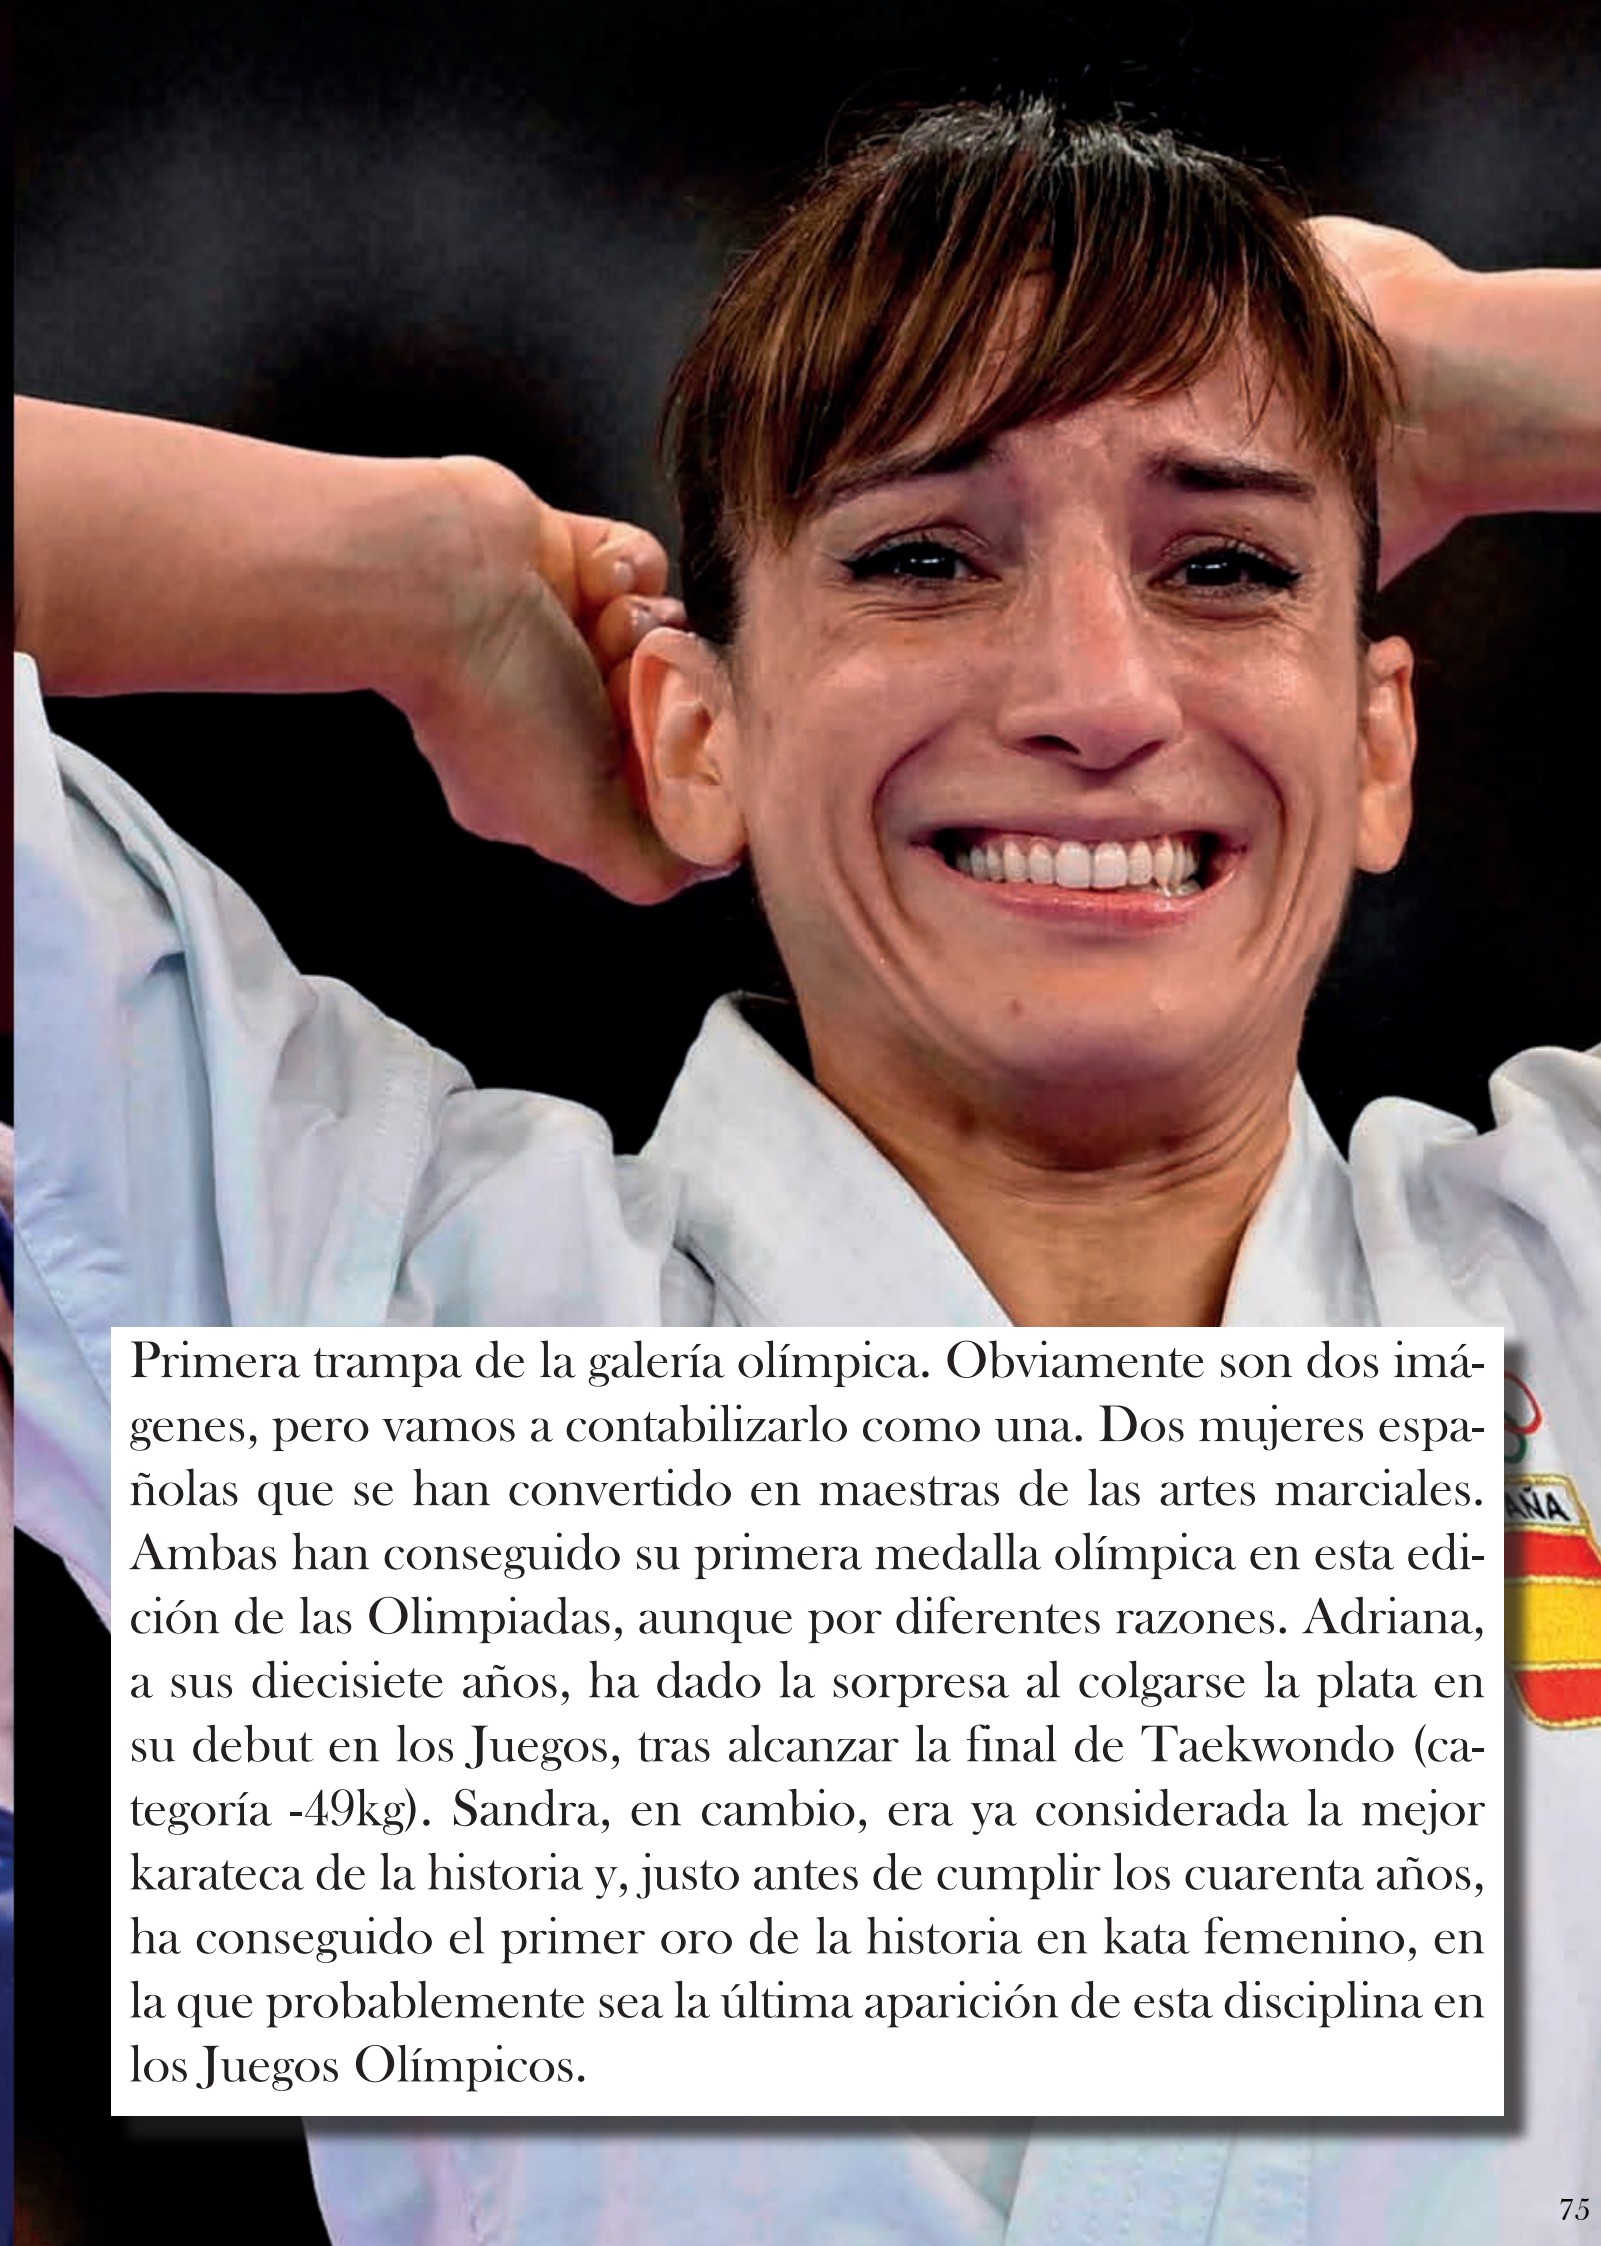 Primera trampa de la galería olímpica. Obviamente son dos imá-
genes, pero vamos a contabilizarlo como una. Dos mujeres espa-
ñolas que se han convertido en maestras de las artes marciales.
Ambas han conseguido su primera medalla olímpica en esta edi-
ción de las Olimpiadas, aunque por diferentes razones. Adriana,
a sus diecisiete años, ha dado la sorpresa al colgarse la plata en
su debut en los Juegos, tras alcanzar la final de Taekwondo (ca-
tegoría -49kg). Sandra, en cambio, era ya considerada la mejor
karateca de la historia y, justo antes de cumplir los cuarenta años,
ha conseguido el primer oro de la historia en kata femenino, en
la que probablemente sea la última aparición de esta disciplina en
los Juegos Olímpicos.
AÑA
75